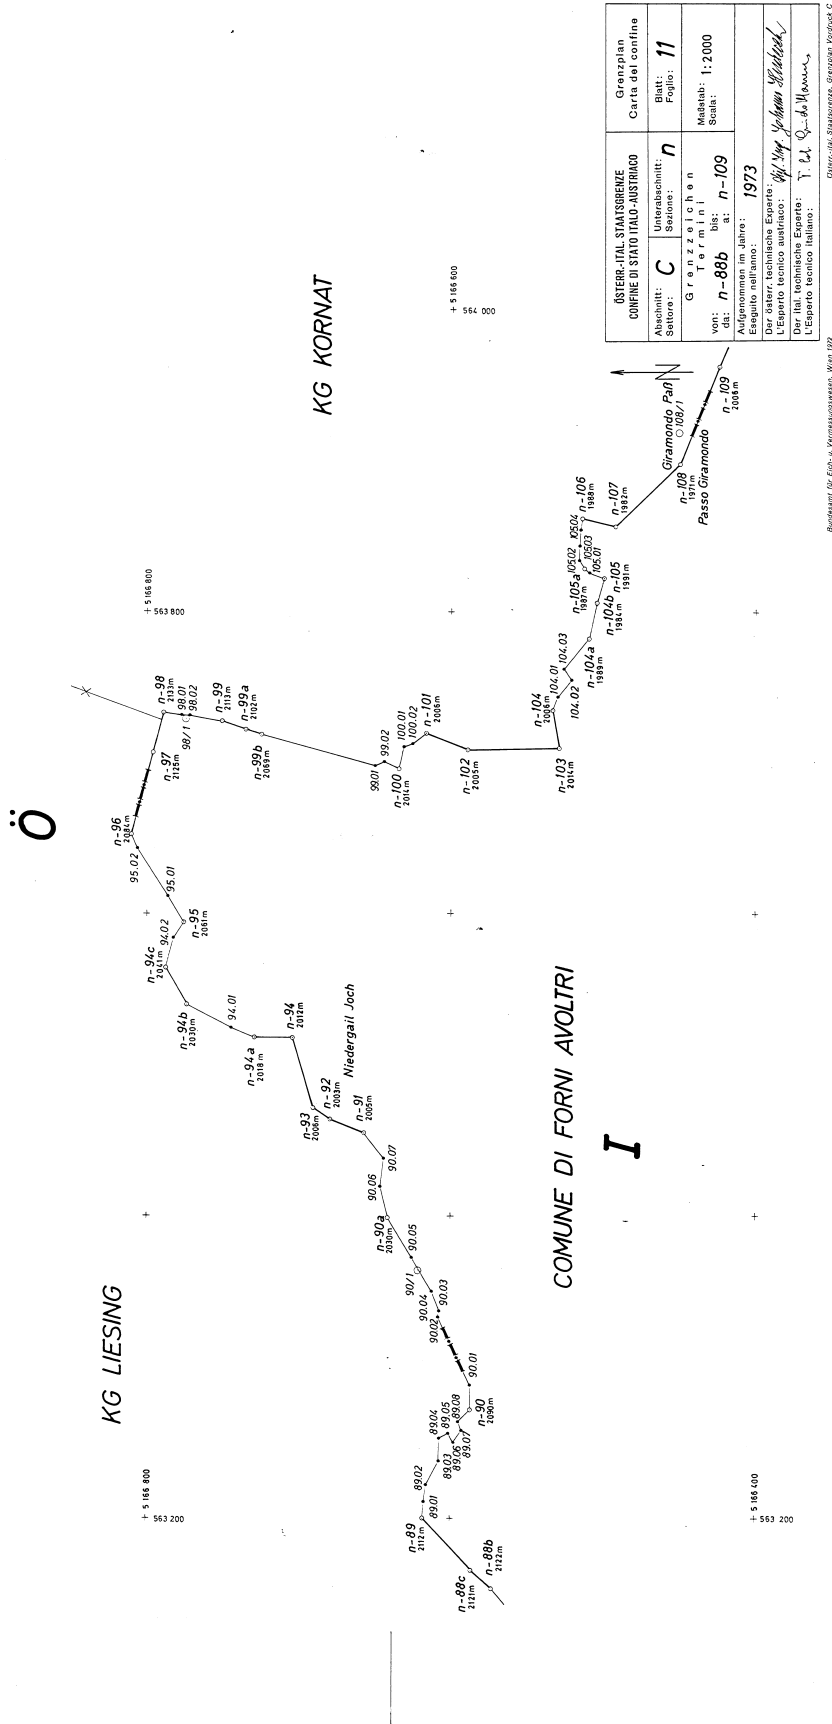 Ö
KG LIESING
KG KORNAT
COMUNE DI FORNI AVOLTRI
I
+ 5 166 800
+ 563 200
+ 5 166 800
+ 563 800
+ 5 166 600
+ 564 000
+ 5 166 400
+ 563 200
n-88b
2122m
n-88c
2121m
n-89
2112m
89.01
89.02
89.03
89.04
89.05
89.06
89.07
89.08
n-90
2090m
90.01
90.02
90.03
90.04
90/1
90.05
n-90a
2030m
90.06
90.07
n-91
2005m
Niedergail Joch
n-92
2003m
n-93
2006m
n-94
2012m
n-94a
2018m
94.01
n-94b
2030m
n-94c
2041m
94.02
n-95
2061m
95.01
95.02
n-96
2084m
n-97
2125m
n-98
2133m
98.01
98.02
98/1
n-99
2113m
n-99a
2102m
n-99b
2069m
99.01
99.02
n-100
2014m
100.01
100.02
n-101
2006m
n-102
2005m
n-103
2014m
n-104
2006m
104.01
104.02
104.03
n-104a
1989m
n-104b
1984m
n-105
1991m
105.01
n-105a
1987m
105.02
105.03
105.04
n-106
1988m
n-107
1982m
n-108
1971m
Giramondo Paß
108/1
Passo Giramondo
n-109
2006m
N
ÖSTERR.-ITAL. STAATSGRENZE
CONFINE DI STATO ITALO-AUSTRIACO
Grenzplan
Carta del confine
Abschnitt: C
Settore:
Unterabschnitt: n
Sezione:
Blatt: 11
Foglio:
Grenzzeichen
Termini
von: n-88b bis: n-109
da: a:
Maßstab: 1:2000
Scala:
Aufgenommen im Jahre: 1973
Eseguito nell'anno:
Der österr. technische Experte:
L'Esperto tecnico austriaco:
Der ital. technische Experte:
L'Esperto tecnico italiano:
Bundesamt für Eich- u. Vermessungswesen, Wien 1972
Österr.-ital. Staatsgrenze, Grenzplan Vordruck C